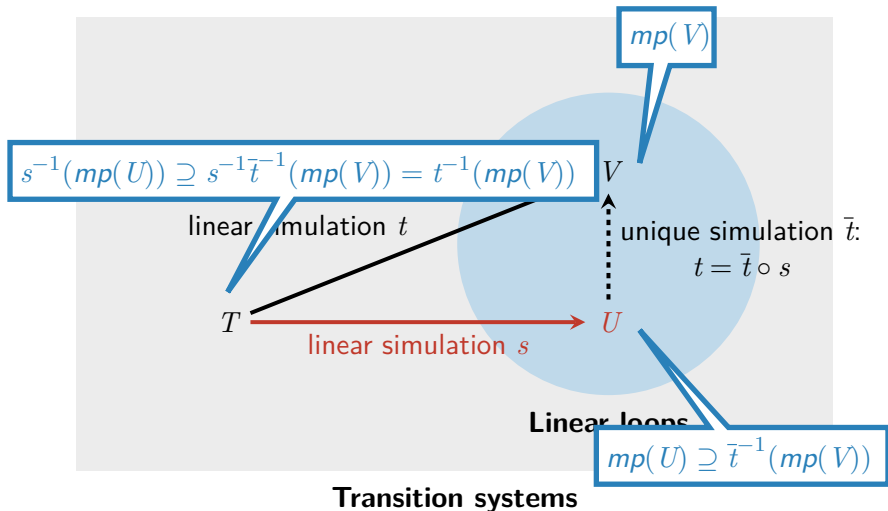 mp(V)
s⁻¹(mp(U)) ⊇ s⁻¹t̄⁻¹(mp(V)) = t⁻¹(mp(V))
V
linear simulation t
unique simulation t̄:
t = t̄ ∘ s
T
U
linear simulation s
Linear loops
mp(U) ⊇ t̄⁻¹(mp(V))
Transition systems